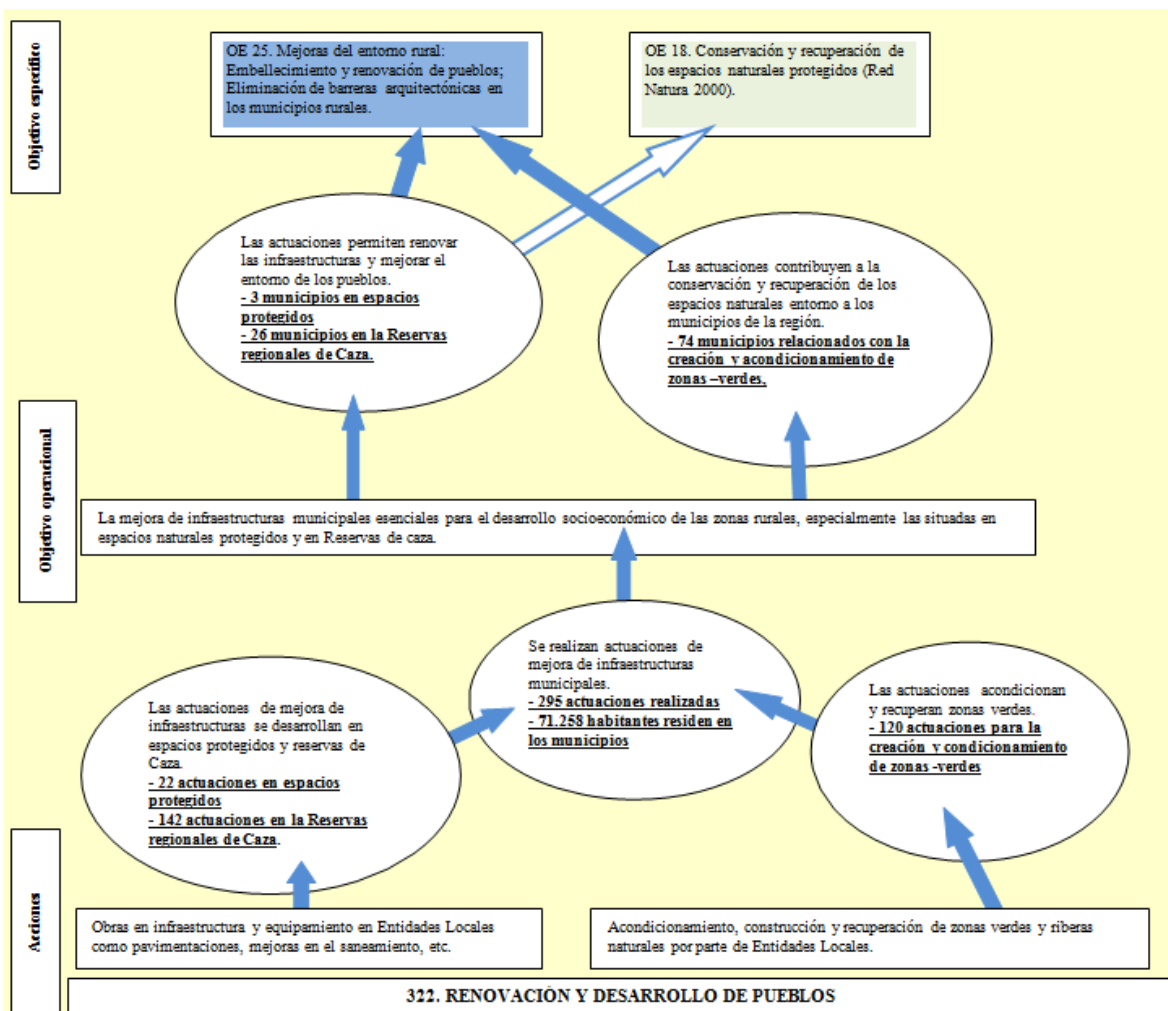 Objetivo específico
OE 25. Mejoras del entorno rural:
Embellecimiento y renovación de pueblos;
Eliminación de barreras arquitectónicas en
los municipios rurales.
OE 18. Conservación y recuperación de
los espacios naturales protegidos (Red
Natura 2000).
Las actuaciones permiten renovar
las infraestructuras y mejorar el
entorno de los pueblos.
- 3 municipios en espacios
protegidos
- 26 municipios en la Reservas
regionales de Caza.
Las actuaciones contribuyen a la
conservación y recuperación de los
espacios naturales entorno a los
municipios de la región.
- 74 municipios relacionados con la
creación y acondicionamiento de
zonas –verdes.
Objetivo operacional
La mejora de infraestructuras municipales esenciales para el desarrollo socioeconómico de las zonas rurales, especialmente las situadas en
espacios naturales protegidos y en Reservas de caza.
Se realizan actuaciones de
mejora de infraestructuras
municipales.
- 295 actuaciones realizadas
- 71.258 habitantes residen en
los municipios
Las actuaciones de mejora de
infraestructuras se desarrollan en
espacios protegidos y reservas de
Caza.
- 22 actuaciones en espacios
protegidos
- 142 actuaciones en la Reservas
regionales de Caza.
Las actuaciones acondicionan
y recuperan zonas verdes.
- 120 actuaciones para la
creación y condicionamiento
de zonas -verdes
Acciones
Obras en infraestructura y equipamiento en Entidades Locales
como pavimentaciones, mejoras en el saneamiento, etc.
Acondicionamiento, construcción y recuperación de zonas verdes y riberas
naturales por parte de Entidades Locales.
322. RENOVACIÓN Y DESARROLLO DE PUEBLOS